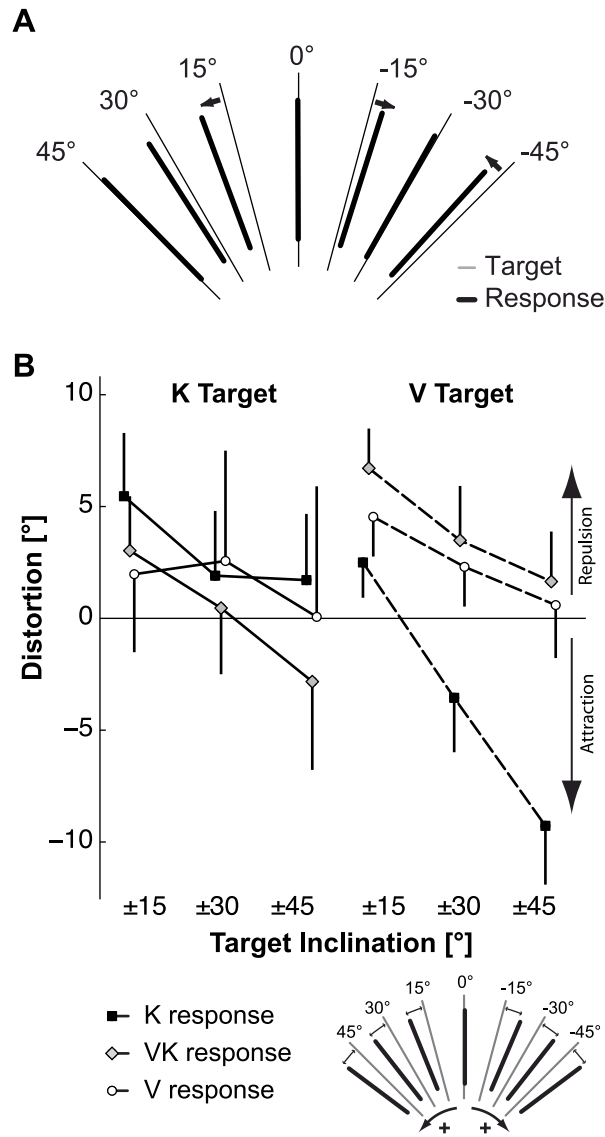 A
0°
15° -15°
30° -30°
45° -45°
Target
Response
B
10
K Target V Target
5
Repulsion
Distortion [°]
0
Attraction
−5
−10
±15 ±30 ±45 ±15 ±30 ±45
Target Inclination [°]
0°
15° -15°
30° -30°
45° -45°
K response
VK response
V response
+ +